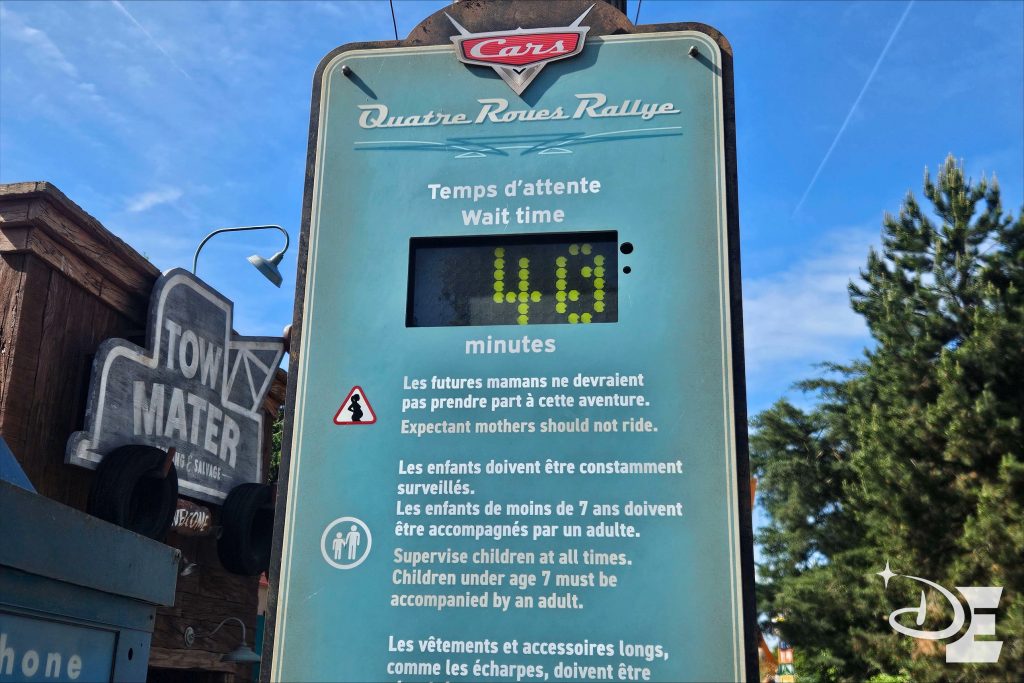 Cars
Quatre Roues Rallye
Temps d'attente
Wait time
40
minutes
Les futures mamans ne devraient
pas prendre part à cette aventure.
Expectant mothers should not ride.
Les enfants doivent être constamment
surveillés.
Les enfants de moins de 7 ans doivent
être accompagnés par un adulte.
Supervise children at all times.
Children under age 7 must be
accompanied by an adult.
Les vêtements et accessoires longs,
comme les écharpes, doivent être
TOW
MATER
& SALVAGE
WELCOME
hone
DE